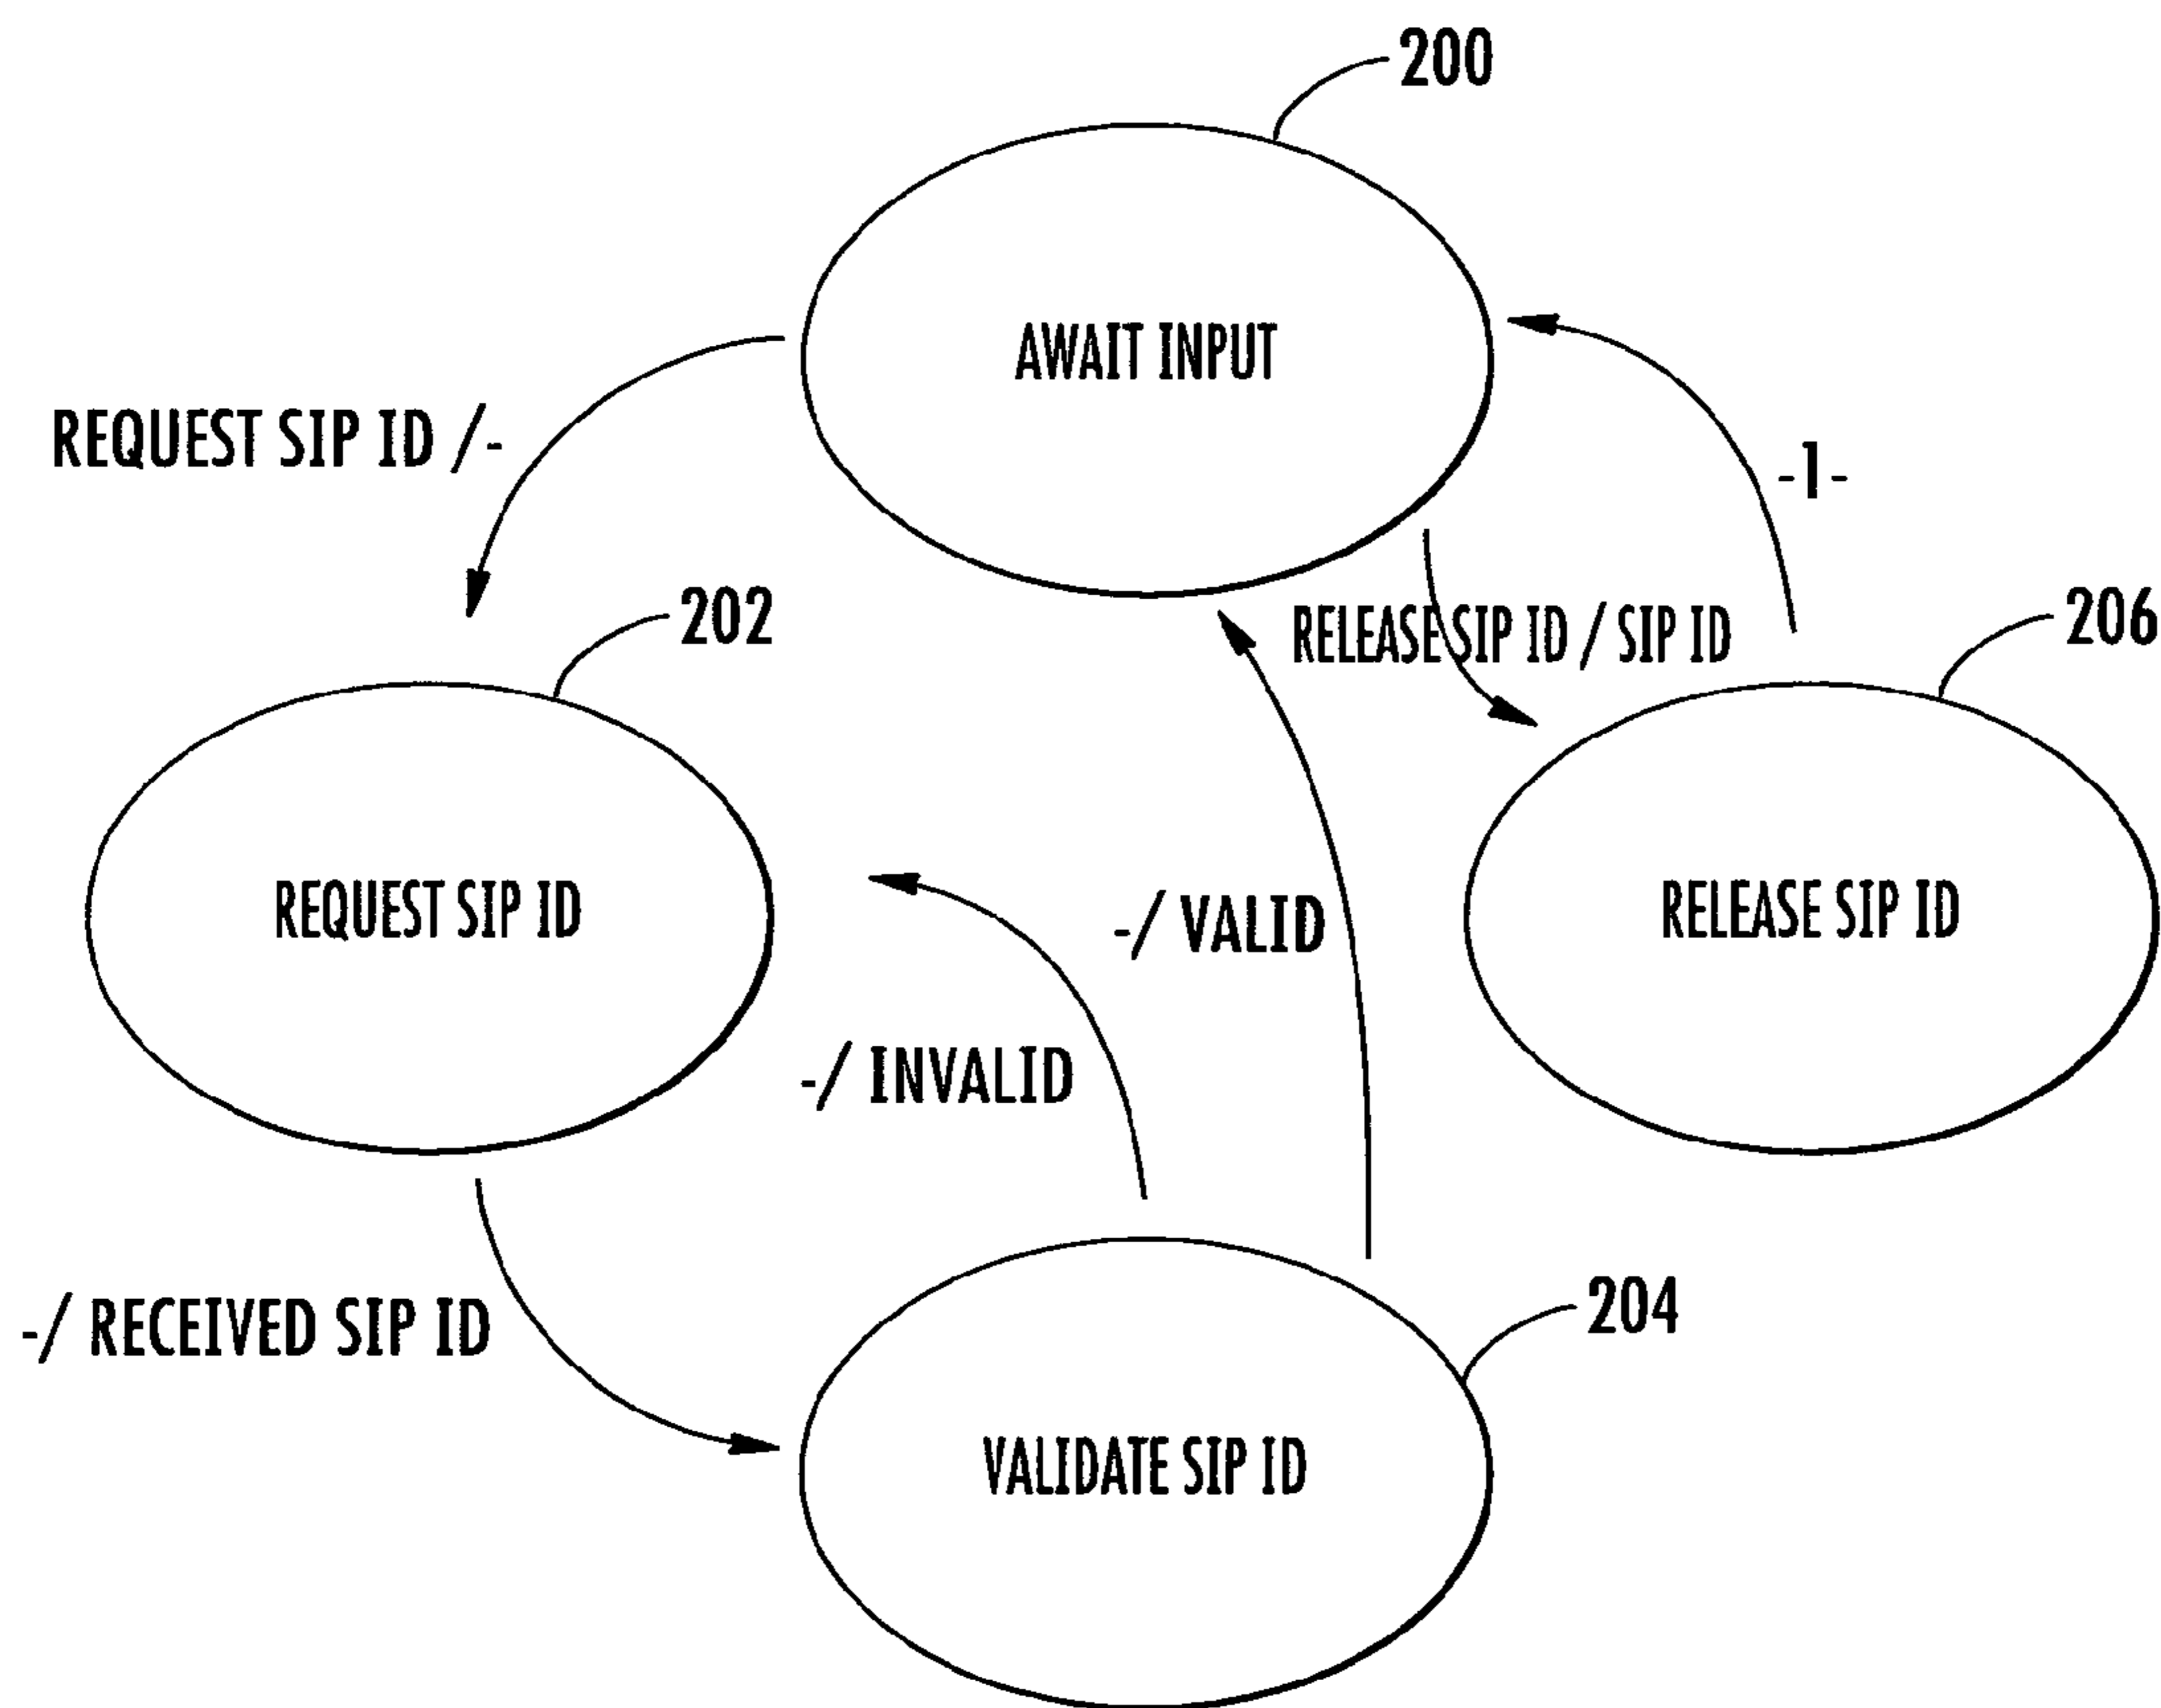 200
AWAIT INPUT
REQUEST SIP ID /-
-1-
202
RELEASE SIP ID / SIP ID
206
REQUEST SIP ID
-/ VALID
RELEASE SIP ID
-/ INVALID
-/ RECEIVED SIP ID
204
VALIDATE SIP ID